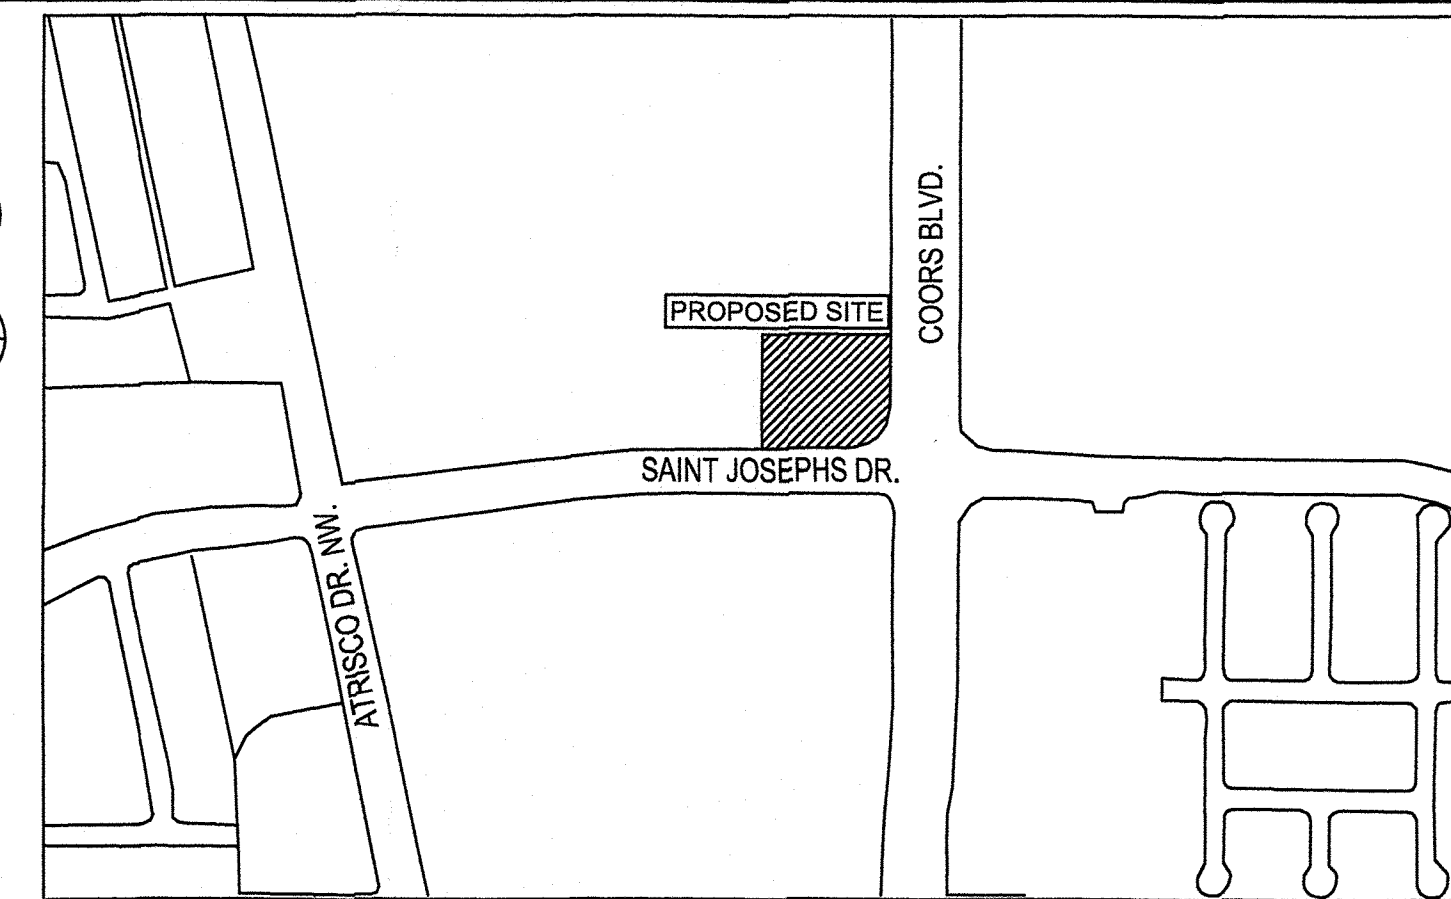 COORS BLVD.
PROPOSED SITE
SAINT JOSEPHS DR.
ATRISCO DR. NW.